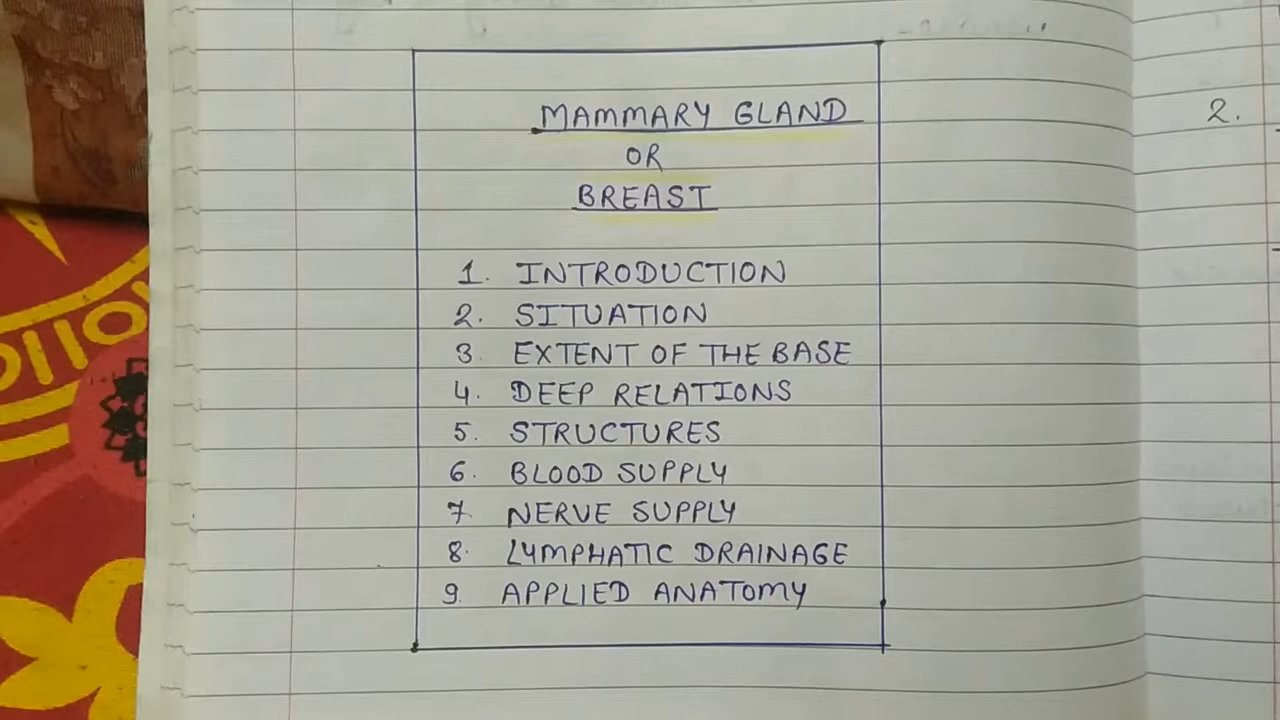 MAMMARY GLAND
OR
BREAST
1. INTRODUCTION
2. SITUATION
3. EXTENT OF THE BASE
4. DEEP RELATIONS
5. STRUCTURES
6. BLOOD SUPPLY
7. NERVE SUPPLY
8. LYMPHATIC DRAINAGE
9. APPLIED ANATOMY
2.